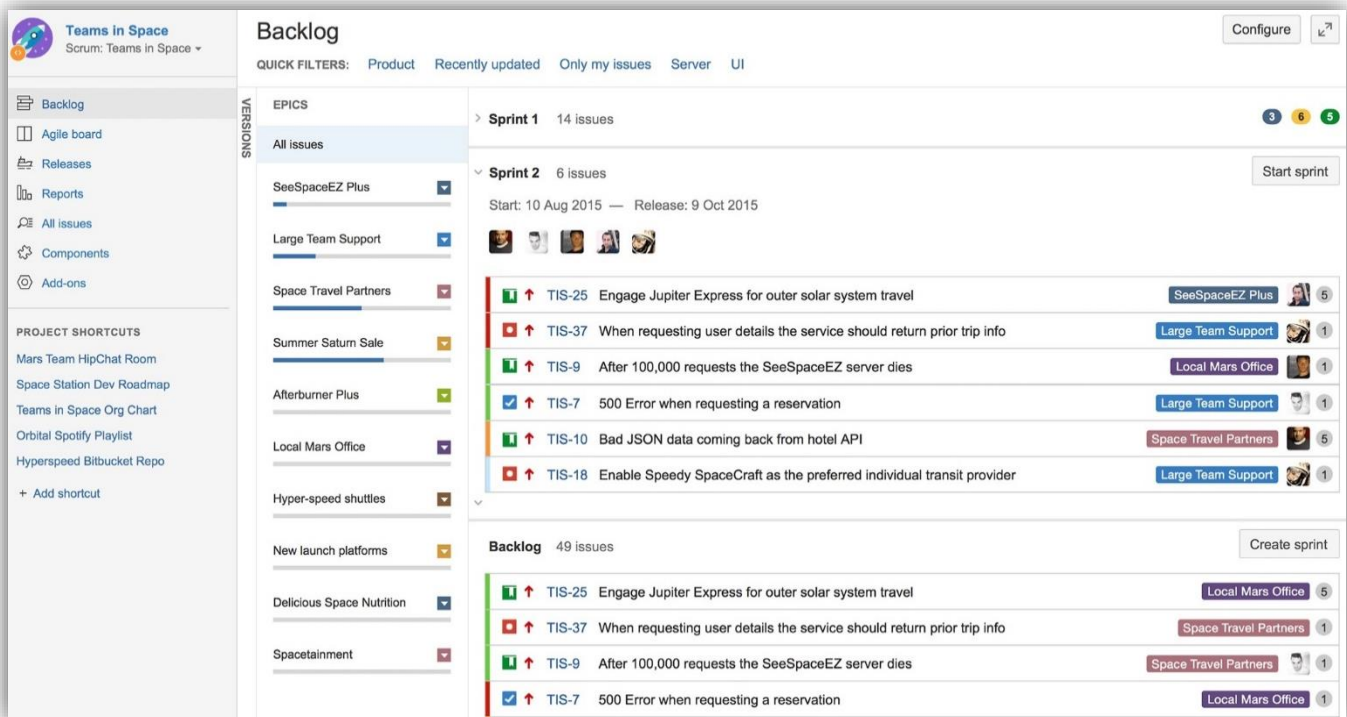 Teams in Space
Scrum: Teams in Space
Backlog
Agile board
Releases
Reports
All issues
Components
Add-ons
PROJECT SHORTCUTS
Mars Team HipChat Room
Space Station Dev Roadmap
Teams in Space Org Chart
Orbital Spotify Playlist
Hyperspeed Bitbucket Repo
+ Add shortcut
Backlog
Configure
QUICK FILTERS: Product Recently updated Only my issues Server UI
VERSIONS
EPICS
All issues
SeeSpaceEZ Plus
Large Team Support
Space Travel Partners
Summer Saturn Sale
Afterburner Plus
Local Mars Office
Hyper-speed shuttles
New launch platforms
Delicious Space Nutrition
Spacetainment
Sprint 1 14 issues 3 6 5
Sprint 2 6 issues Start sprint
Start: 10 Aug 2015 — Release: 9 Oct 2015
TIS-25 Engage Jupiter Express for outer solar system travel SeeSpaceEZ Plus 5
TIS-37 When requesting user details the service should return prior trip info Large Team Support 1
TIS-9 After 100,000 requests the SeeSpaceEZ server dies Local Mars Office 1
TIS-7 500 Error when requesting a reservation Large Team Support 1
TIS-10 Bad JSON data coming back from hotel API Space Travel Partners 5
TIS-18 Enable Speedy SpaceCraft as the preferred individual transit provider Large Team Support 1
Backlog 49 issues Create sprint
TIS-25 Engage Jupiter Express for outer solar system travel Local Mars Office 5
TIS-37 When requesting user details the service should return prior trip info Space Travel Partners 1
TIS-9 After 100,000 requests the SeeSpaceEZ server dies Space Travel Partners 1
TIS-7 500 Error when requesting a reservation Local Mars Office 1